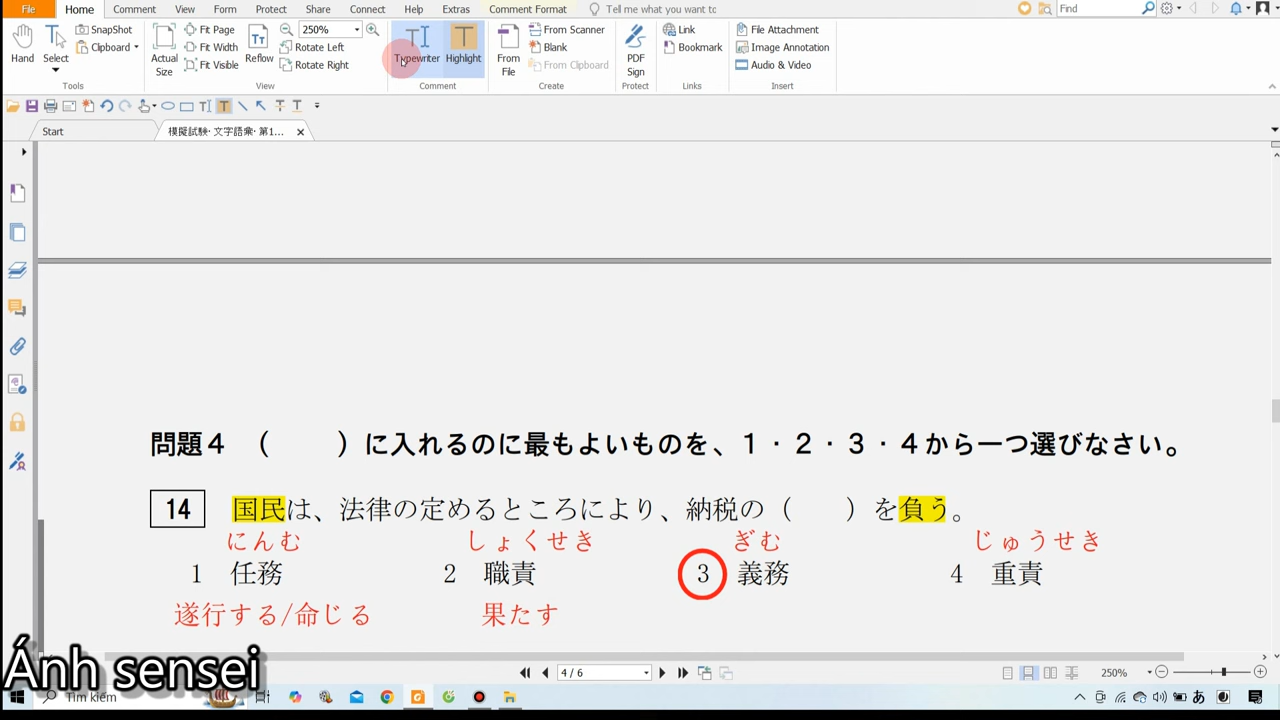 File Home Comment View Form Protect Share Connect Help Extras Comment Format Tell me what you want to Find
Hand Select SnapShot Clipboard Actual Size Fit Page Fit Width Fit Visible Reflow 250% Rotate Left Rotate Right Typewriter Highlight From File From Scanner Blank From Clipboard PDF Sign Link Bookmark File Attachment Image Annotation Audio & Video
Tools View Comment Create Protect Links Insert
Start 模擬試験・文字語彙・第1...
問題4 ( )に入れるのに最もよいものを、1・2・3・4から一つ選びなさい。
14 国民は、法律の定めるところにより、納税の( )を負う。
にんむ しょくせき ぎむ じゅうせき
1 任務 2 職責 3 義務 4 重責
遂行する/命じる 果たす
Ánh sensei
4 / 6 250%
Tìm kiếm あ